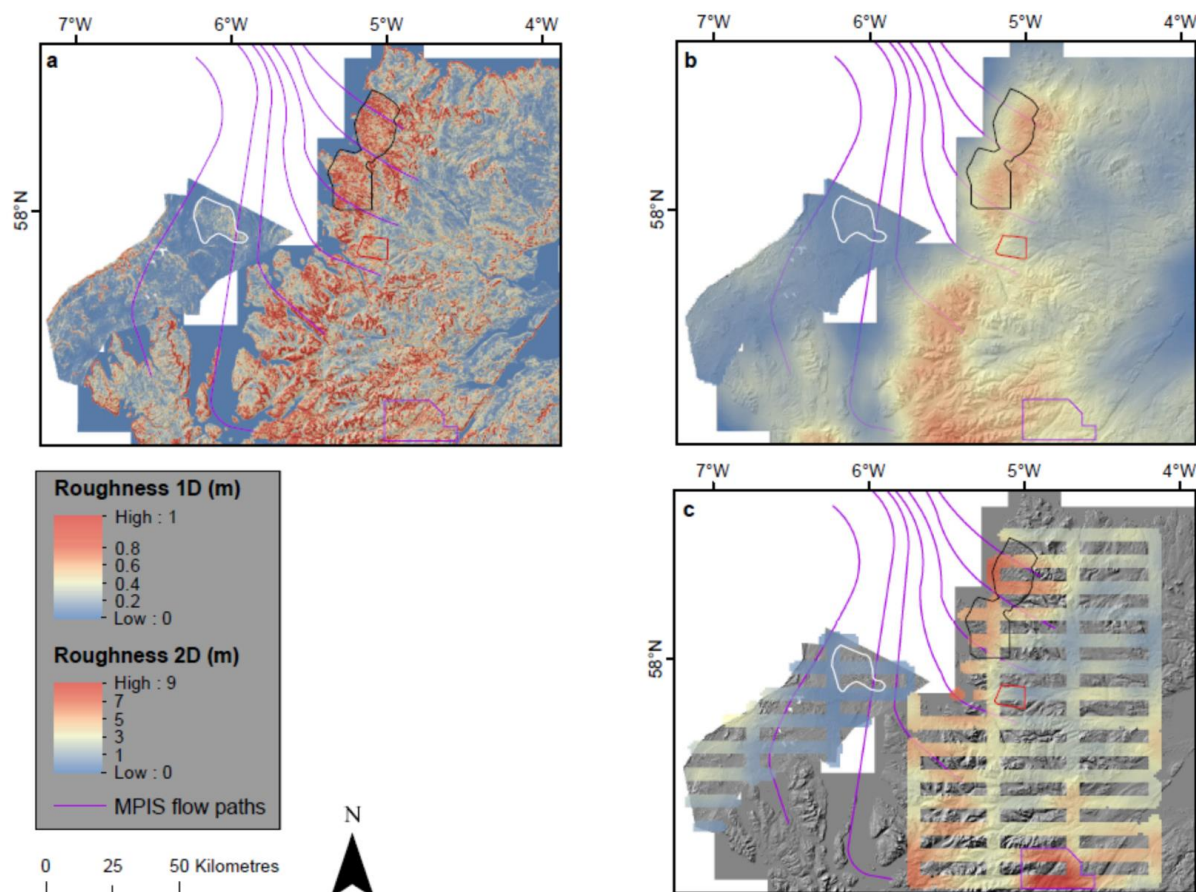 7°W 6°W 5°W 4°W
a
58°N
7°W 6°W 5°W 4°W
b
58°N
Roughness 1D (m)
High : 1
0.8
0.6
0.4
0.2
Low : 0
Roughness 2D (m)
High : 9
7
5
3
1
Low : 0
MPIS flow paths
N
0 25 50 Kilometres
7°W 6°W 5°W 4°W
c
58°N